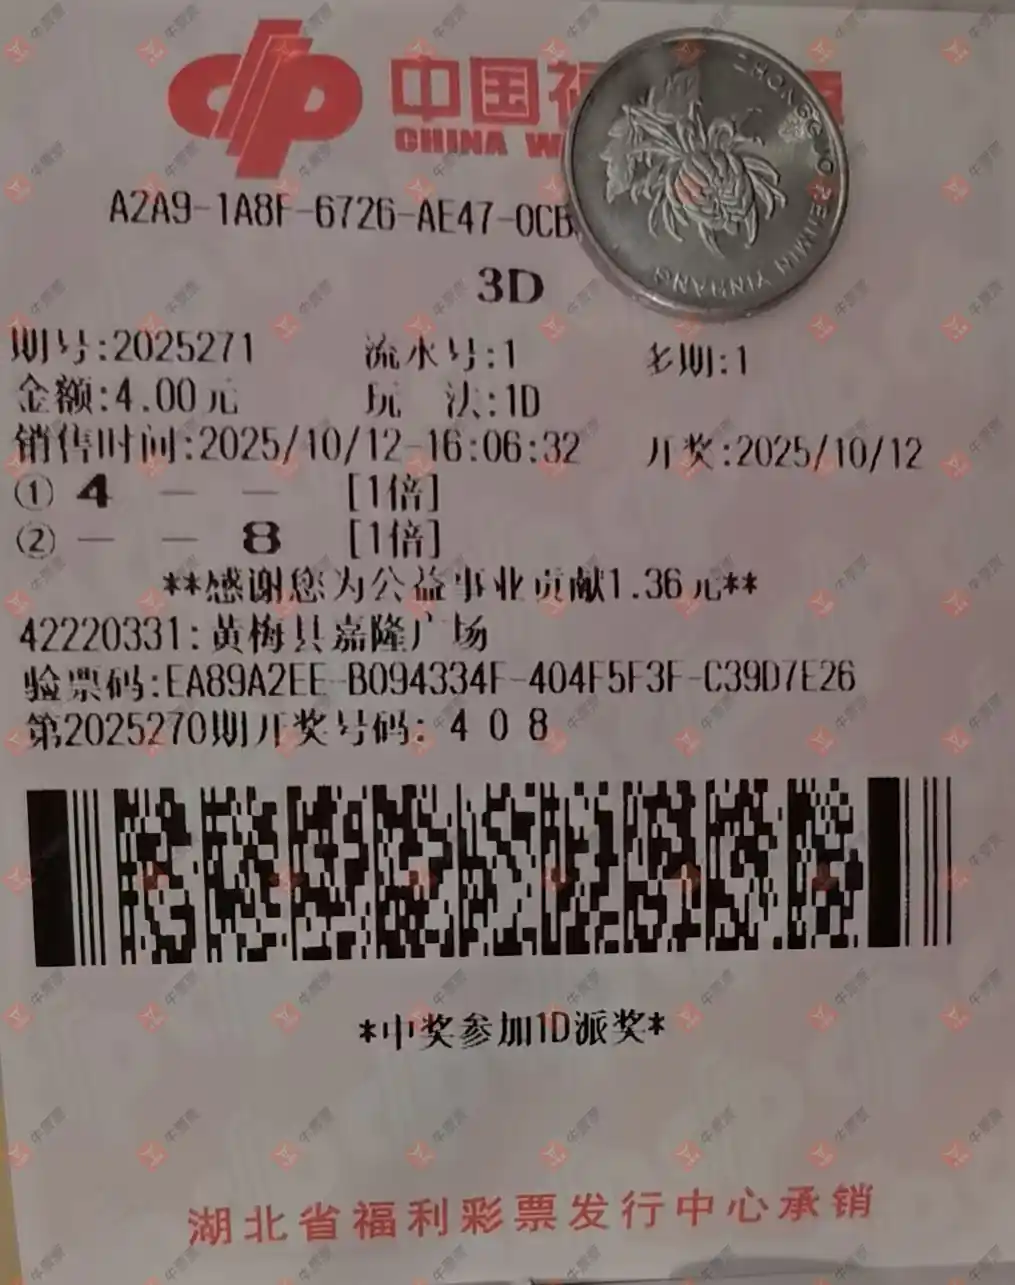 中国福
CHINA W
ZHONGGUO RENMIN YINHANG
A2A9-1A8F-6726-AE47-0CB
3D
期号:2025271 流水号:1 多期:1
金额:4.00元 玩 法:1D
销售时间:2025/10/12-16:06:32 开奖:2025/10/12
① 4 — — [1倍]
② — — 8 [1倍]
**感谢您为公益事业贡献1.36元**
42220331:黄梅县嘉隆广场
验票码:EA89A2EE-B094334F-404F5F3F-C39D7E26
第2025270期开奖号码: 4 0 8
*中奖参加1D派奖*
湖北省福利彩票发行中心承销